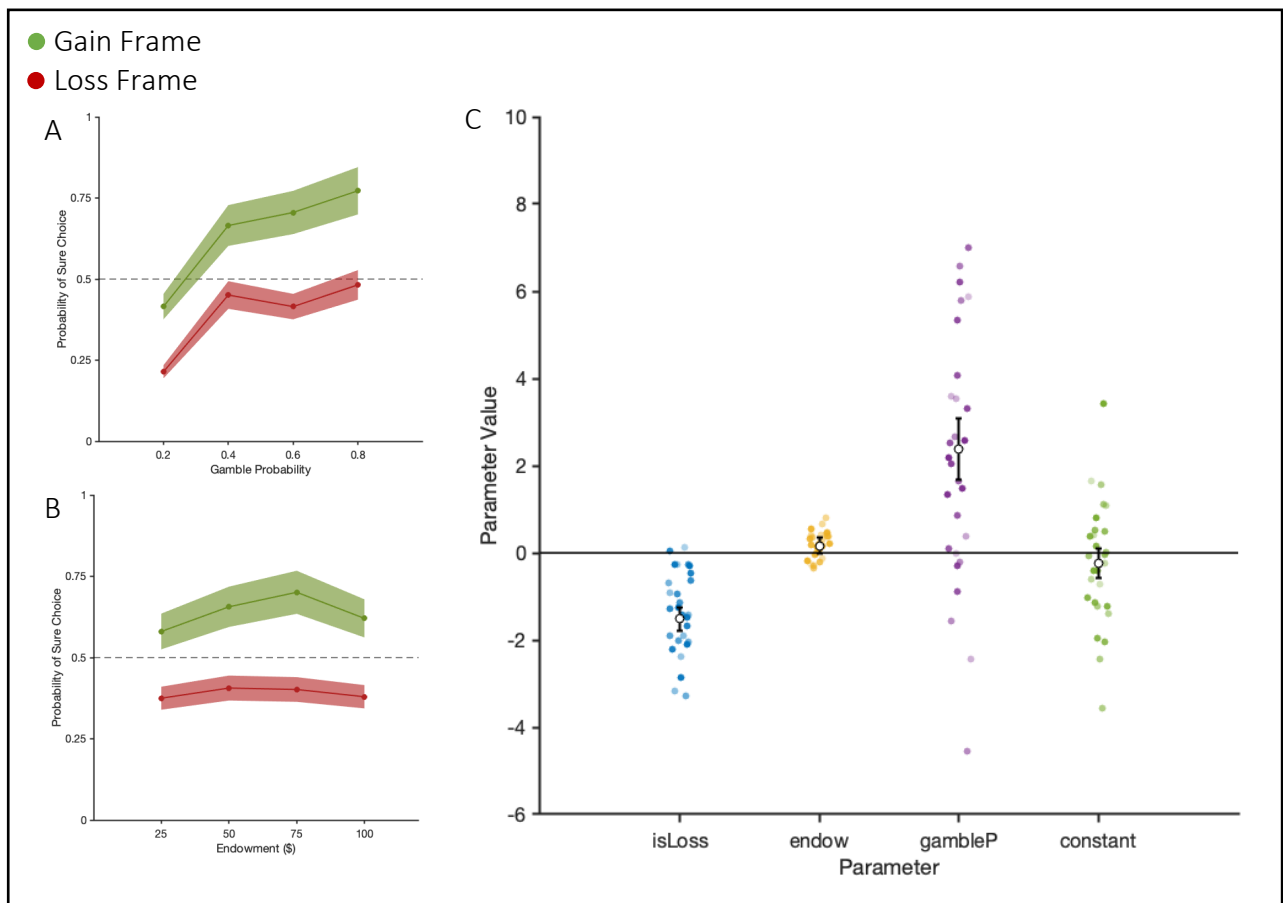 Gain Frame
Loss Frame
A
1
0.75
0.5
0.25
0
Probability of Sure Choice
0.2 0.4 0.6 0.8
Gamble Probability
B
1
0.75
0.5
0.25
0
Probability of Sure Choice
25 50 75 100
Endowment ($)
C
10
8
6
4
2
0
-2
-4
-6
Parameter Value
isLoss endow gambleP constant
Parameter